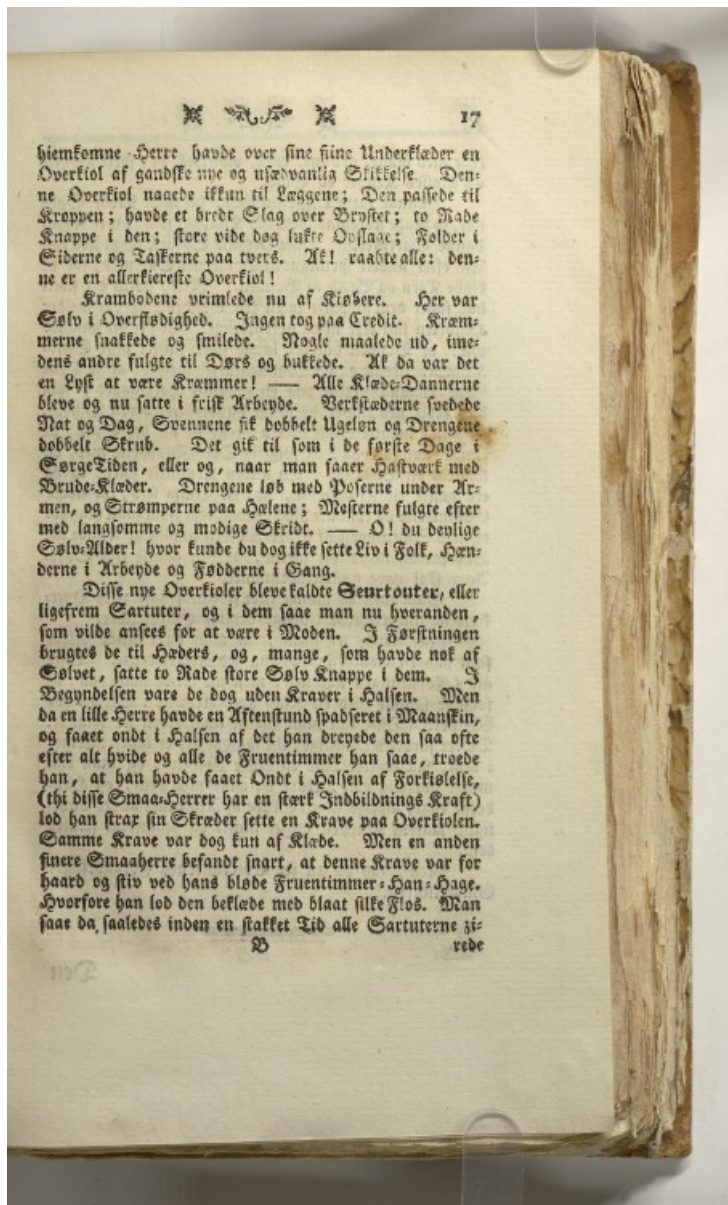 17
hiemkomne Herre havde over sine fiine Underklæder en
Overkiol af gandske nye og usædvanlig Skikkelse. Den-
ne Overkiol naaede ikkun til Læggene; Den passede til
Kroppen; havde et bredt Slag over Brystet; to Rade
Knappe i den; store vide dog lukte Opslage; Folder i
Siderne og Taskerne paa tvers. Ak! raabte alle: den-
ne er en allerkiereste Overkiol!
Krambodene vrimlede nu af Kiøbere. Her var
Sølv i Overflødighed. Ingen tog paa Credit. Kræm-
merne snakkede og smilede. Nogle maalede ud, ime-
dens andre fulgte til Dørs og bukkede. Ak da var det
en Lyst at være Kræmmer! — Alle Klæde-Dannerne
bleve og nu satte i frisk Arbeyde. Verkstæderne svedede
Nat og Dag, Svennene fik dobbelt Ugeløn og Drengene
dobbelt Skrub. Det gik til som i de første Dage i
SørgeTiden, eller og, naar man faaer Hastværk med
Brude-Klæder. Drengene løb med Poserne under Ar-
men, og Strømperne paa Hælene; Mesterne fulgte efter
med langsomme og modige Skridt. — O! du deylige
Sølv-Alder! hvor kunde du dog ikke sette Liv i Folk, Hæn-
derne i Arbeyde og Fødderne i Gang.
Disse nye Overkioler bleve kaldte Seurtouter, eller
ligefrem Sartuter, og i dem saae man nu hveranden,
som vilde ansees for at være i Moden. I Førstningen
brugtes de til Hæders, og, mange, som havde nok af
Sølvet, satte to Rade store Sølv Knappe i dem. I
Begyndelsen vare de dog uden Kraver i Halsen. Men
da en lille Herre havde en Aftenstund spadseret i Maanskin,
og faaet ondt i Halsen af det han dreyede den saa ofte
efter alt hvide og alle de Fruentimmer han saae, troede
han, at han havde faaet Ondt i Halsen af Forkiølelse,
(thi disse Smaa-Herrer har en stærk Indbildnings Kraft)
lod han strax sin Skræder sette en Krave paa Overkiolen.
Samme Krave var dog kun af Klæde. Men en anden
finere Smaaherre befandt snart, at denne Krave var for
haard og stiv ved hans bløde Fruentimmer-Han-Hage.
Hvorfore han lod den beklæde med blaat silke Flos. Man
saae da saaledes inden en stakket Tid alle Sartuterne zi-
B rede